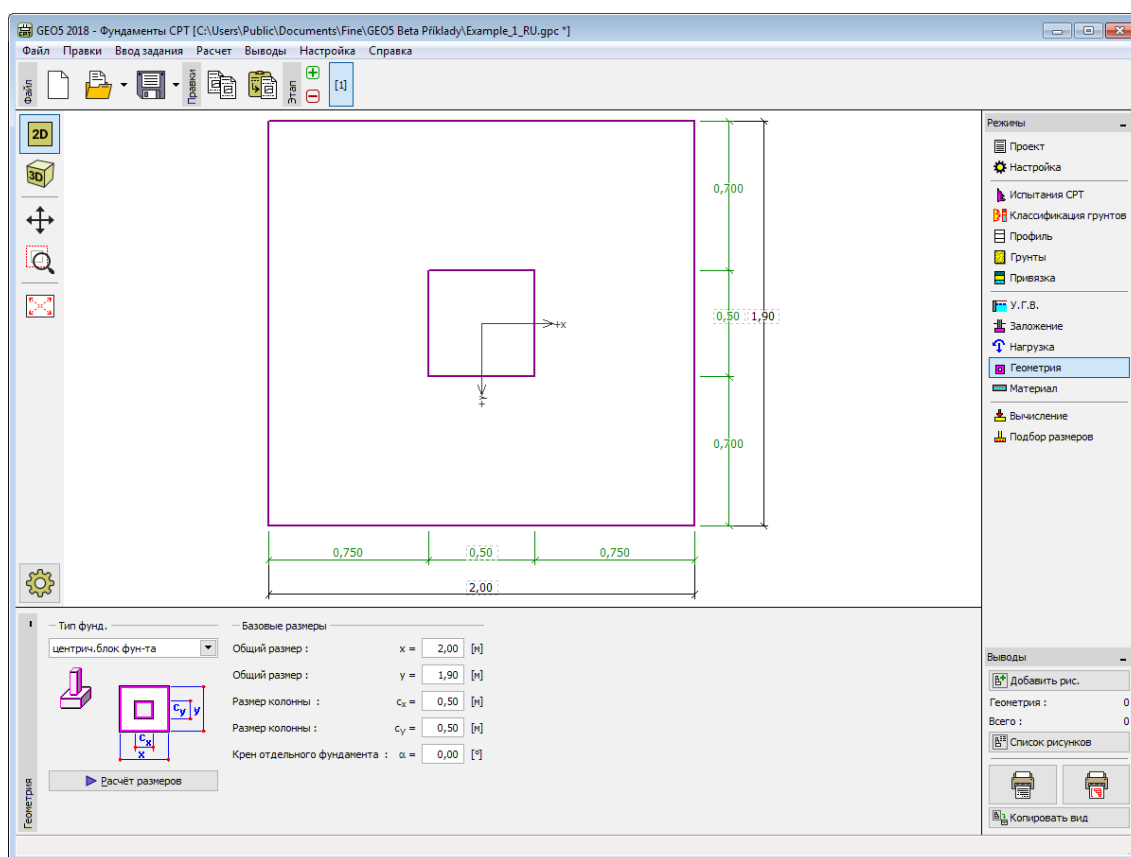 GEO5 2018 - Фундаменты CPT [C:\Users\Public\Documents\Fine\GEO5 Beta Příklady\Example_1_RU.gpc *]
Файл Правки Ввод задания Расчет Выводы Настройка Справка
Файл
Правки
Этап
[1]
2D
3D
0,700
0,50
1,90
0,700
+x
+y
0,750
0,50
0,750
2,00
Режимы
Проект
Настройка
Испытания СРТ
Классификация грунтов
Профиль
Грунты
Привязка
У.Г.В.
Заложение
Нагрузка
Геометрия
Материал
Вычисление
Подбор размеров
Геометрия
Тип фунд.
центрич.блок фун-та
cy y
cx
x
Расчёт размеров
Базовые размеры
Общий размер : x = 2,00 [м]
Общий размер : y = 1,90 [м]
Размер колонны : cx = 0,50 [м]
Размер колонны : cy = 0,50 [м]
Крен отдельного фундамента : α = 0,00 [°]
Выводы
Добавить рис.
Геометрия : 0
Всего : 0
Список рисунков
Копировать вид